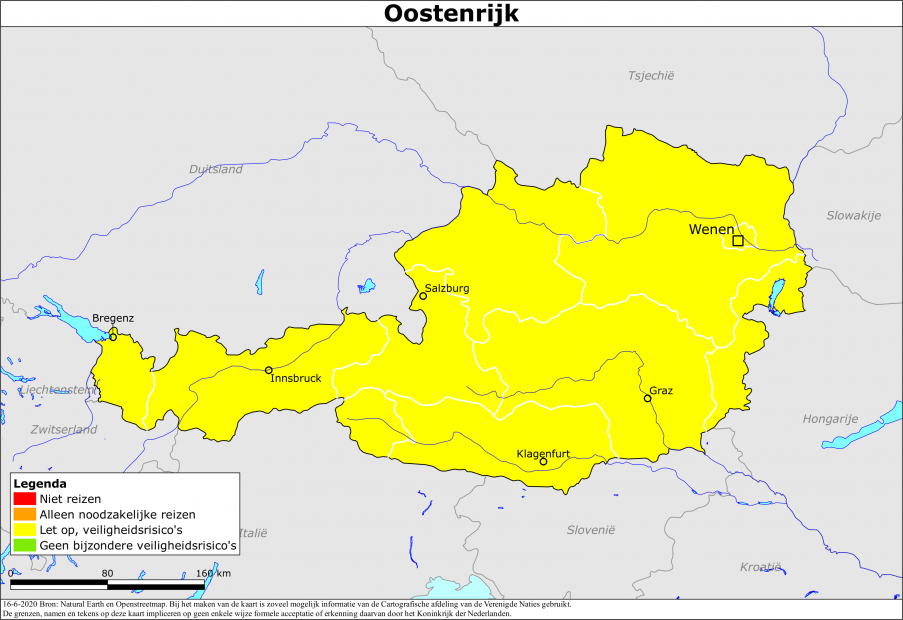 Oostenrijk
Tsjechië
Duitsland
Slowakije
Wenen
Salzburg
Bregenz
Innsbruck
Liechtenstein
Graz
Hongarije
Zwitserland
Klagenfurt
Legenda
Niet reizen
Alleen noodzakelijke reizen
Let op, veiligheidsrisico's
Geen bijzondere veiligheidsrisico's
Italië
Slovenië
Kroatië
0 80 160 km
16-6-2020 Bron: Natural Earth en Openstreetmap. Bij het maken van de kaart is zoveel mogelijk informatie van de Cartografische afdeling van de Verenigde Naties gebruikt.
De grenzen, namen en tekens op deze kaart impliceren op geen enkele wijze formele acceptatie of erkenning daarvan door het Koninkrijk der Nederlanden.